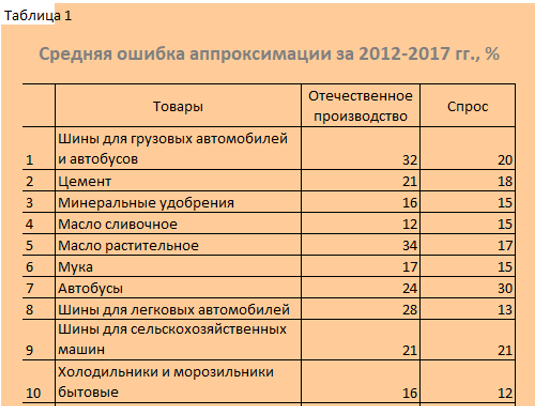 Таблица 1
Средняя ошибка аппроксимации за 2012-2017 гг., %
Товары Отечественное производство Спрос
1 Шины для грузовых автомобилей и автобусов 32 20
2 Цемент 21 18
3 Минеральные удобрения 16 15
4 Масло сливочное 12 15
5 Масло растительное 34 17
6 Мука 17 15
7 Автобусы 24 30
8 Шины для легковых автомобилей 28 13
9 Шины для сельскохозяйственных машин 21 21
10 Холодильники и морозильники бытовые 16 12